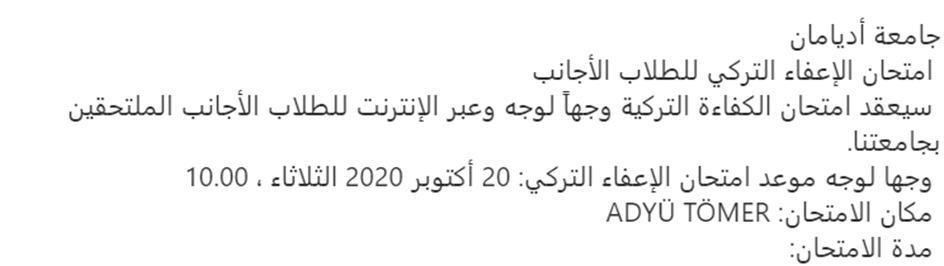 جامعة أديامان
امتحان الإعفاء التركي للطلاب الأجانب
سيعقد امتحان الكفاءة التركية وجهاً لوجه وعبر الإنترنت للطلاب الأجانب الملتحقين
بجامعتنا.
وجها لوجه موعد امتحان الإعفاء التركي: 20 أكتوبر 2020 الثلاثاء ، 10.00
مكان الامتحان: ADYÜ TÖMER
مدة الامتحان: